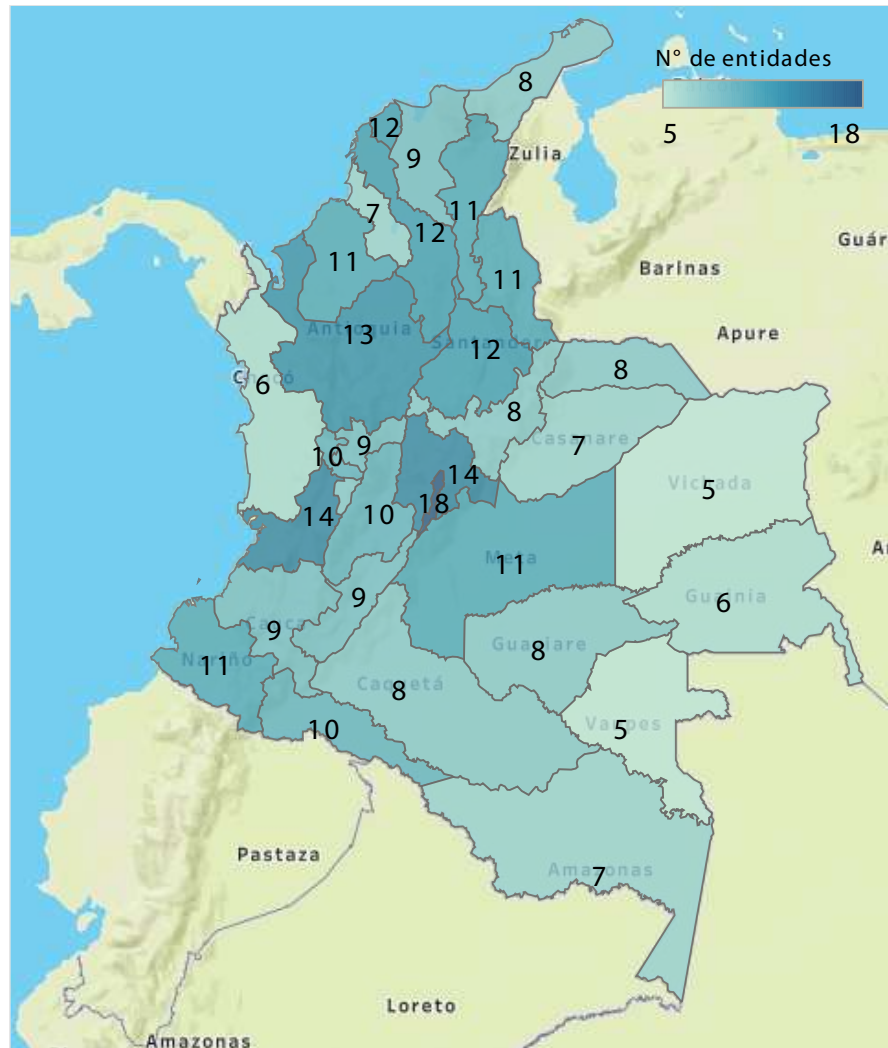 N° de entidades
5 18
8
12
9
Zulia
7
11
12
Guár
11
11
Barinas
Antioquia
13
Santander
12
Apure
Chocó
6
8
8
Casanare
7
9
10
14
Vichada
5
18
14
10
Meta
11
Guainía
6
9
Cauca
9
Guaviare
8
Nariño
11
Caquetá
8
Vaupes
5
10
Pastaza
Amazonas
7
Loreto
Amazonas